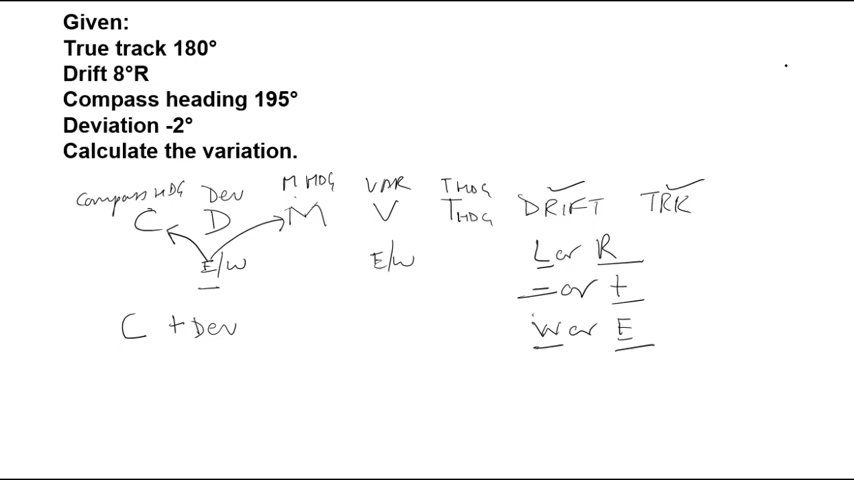 Given:
True track 180°
Drift 8°R
Compass heading 195°
Deviation -2°
Calculate the variation.
Compass HDG Dev M HDG VAR THDG
C D M V THDG DRIFT TRK
E/W E/W L or R
= or +
C + Dev W or E